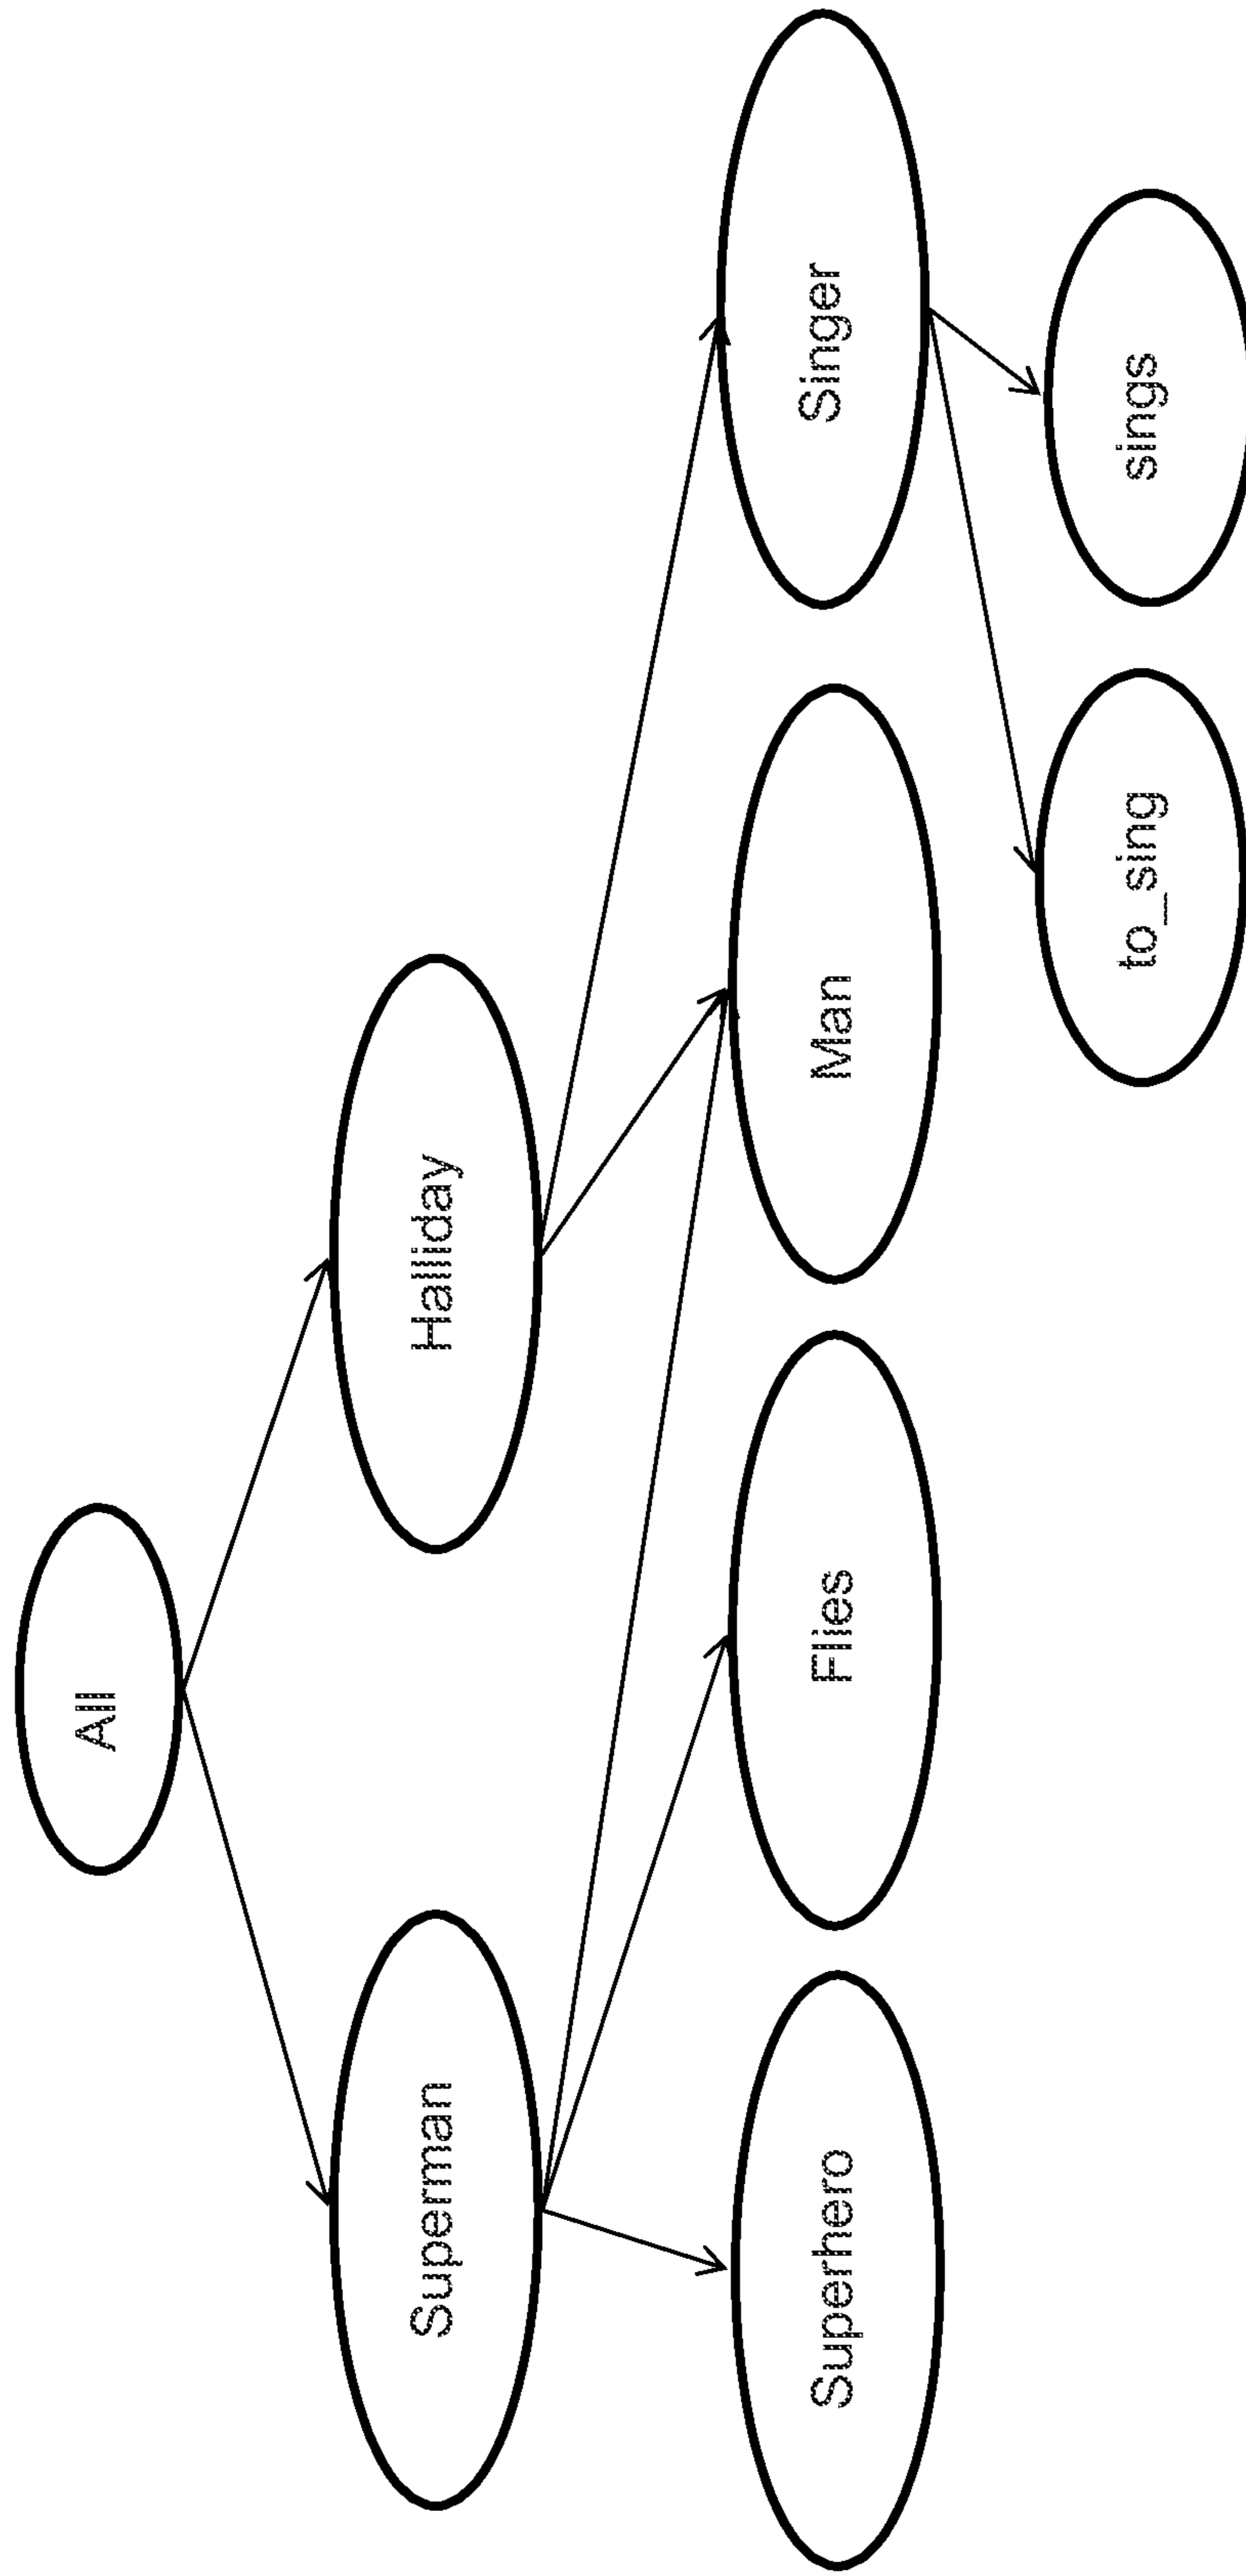 All
Superman
Halliday
Superhero
Flies
Man
Singer
to_sing
sings